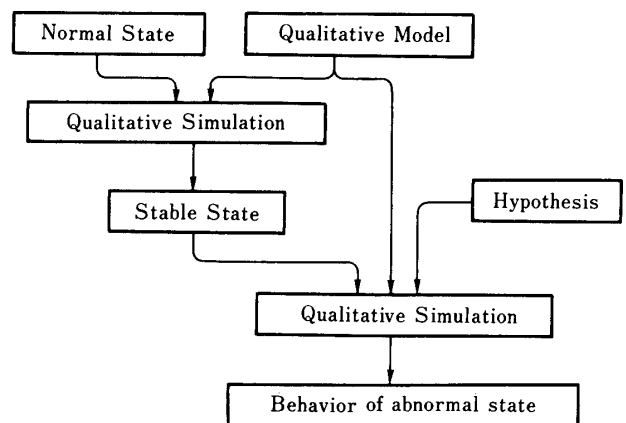 Normal State
Qualitative Model
Qualitative Simulation
Stable State
Hypothesis
Qualitative Simulation
Behavior of abnormal state